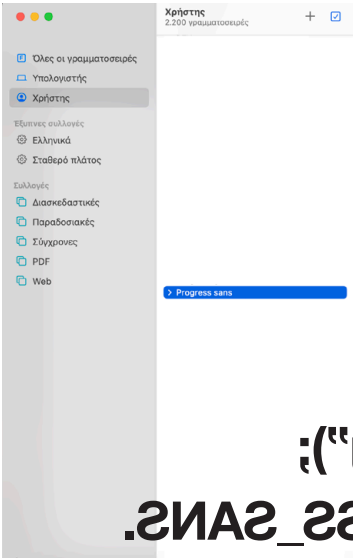 Χρήστης
2.200 γραμματοσειρές
Όλες οι γραμματοσειρές
Υπολογιστής
Χρήστης
Έξυπνες συλλογές
Ελληνικά
Σταθερό πλάτος
Συλλογές
Διασκεδαστικές
Παραδοσιακές
Σύγχρονες
PDF
Web
Progress sans
");
SS_SANS.